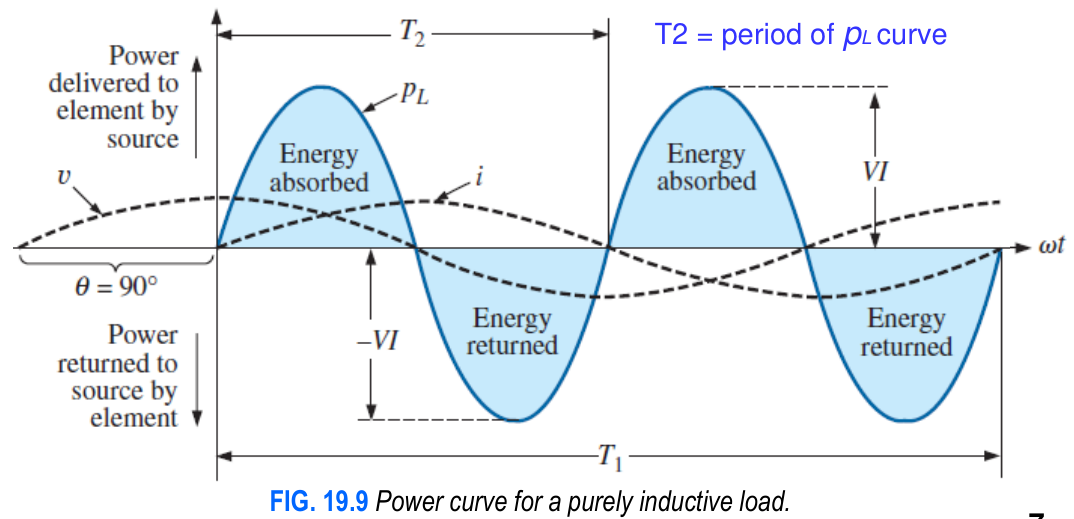 T2 = period of pL curve
T₂
Power
delivered to
element by
source
pL
Energy
absorbed
Energy
absorbed
v
i
VI
ωt
θ = 90°
Power
returned to
source by
element
–VI
Energy
returned
Energy
returned
T₁
FIG. 19.9 Power curve for a purely inductive load.